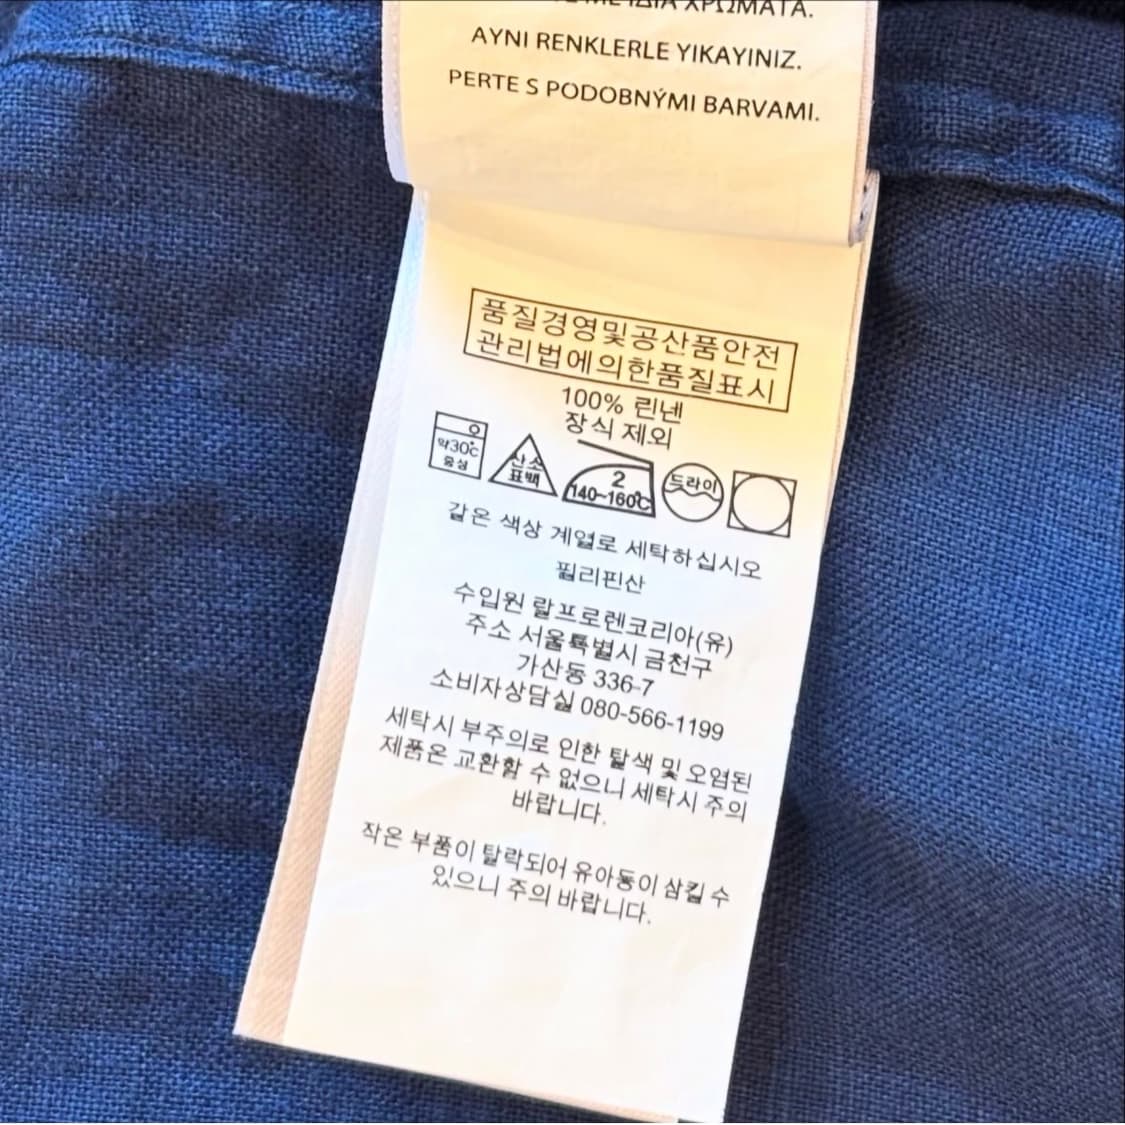 ΜΕ ΙΔΙΑ ΧΡΩΜΑΤΑ.
AYNI RENKLERLE YIKAYINIZ.
PERTE S PODOBNÝMI BARVAMI.
품질경영및공산품안전
관리법에의한품질표시
100% 린넨
장식 제외
약30℃
중성
산소
표백
2
140~160℃
드라이
같은 색상 계열로 세탁하십시오
필리핀산
수입원 랄프로렌코리아(유)
주소 서울특별시 금천구
가산동 336-7
소비자상담실 080-566-1199
세탁시 부주의로 인한 탈색 및 오염된
제품은 교환할 수 없으니 세탁시 주의
바랍니다.
작은 부품이 탈락되어 유아동이 삼킬 수
있으니 주의 바랍니다.